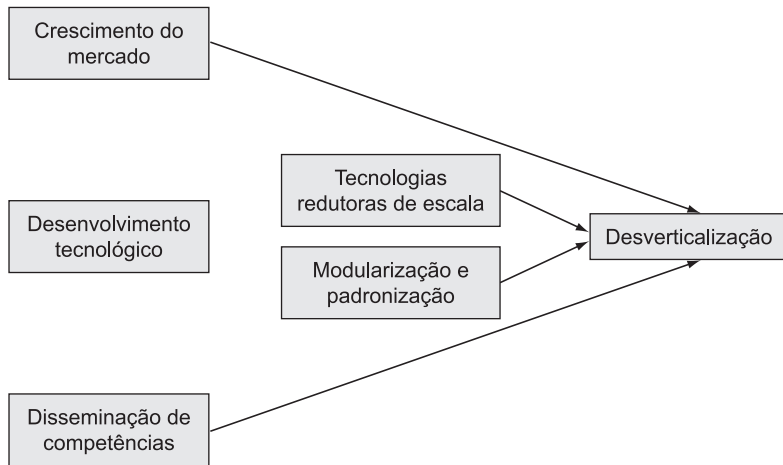 Crescimento do
mercado
Tecnologias
redutoras de escala
Desenvolvimento
tecnológico
Desverticalização
Modularização e
padronização
Disseminação de
competências